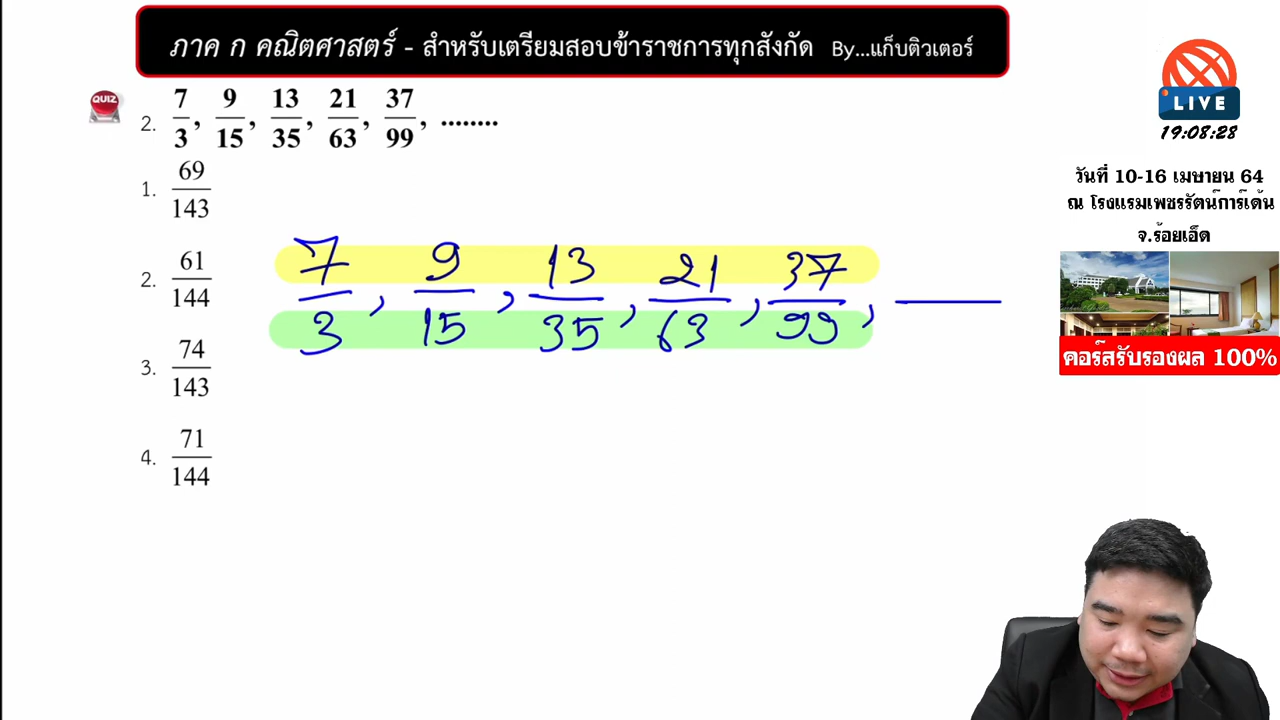 ภาค ก คณิตศาสตร์ - สำหรับเตรียมสอบข้าราชการทุกสังกัด By...แก็บติวเตอร์
LIVE
19:08:28
QUIZ
2. 7/3, 9/15, 13/35, 21/63, 37/99, ........
1. 69/143
2. 61/144
3. 74/143
4. 71/144
7/3, 9/15, 13/35, 21/63, 37/99,
วันที่ 10-16 เมษายน 64
ณ โรงแรมเพชรรัตน์การ์เด้น
จ.ร้อยเอ็ด
คอร์สรับรองผล 100%